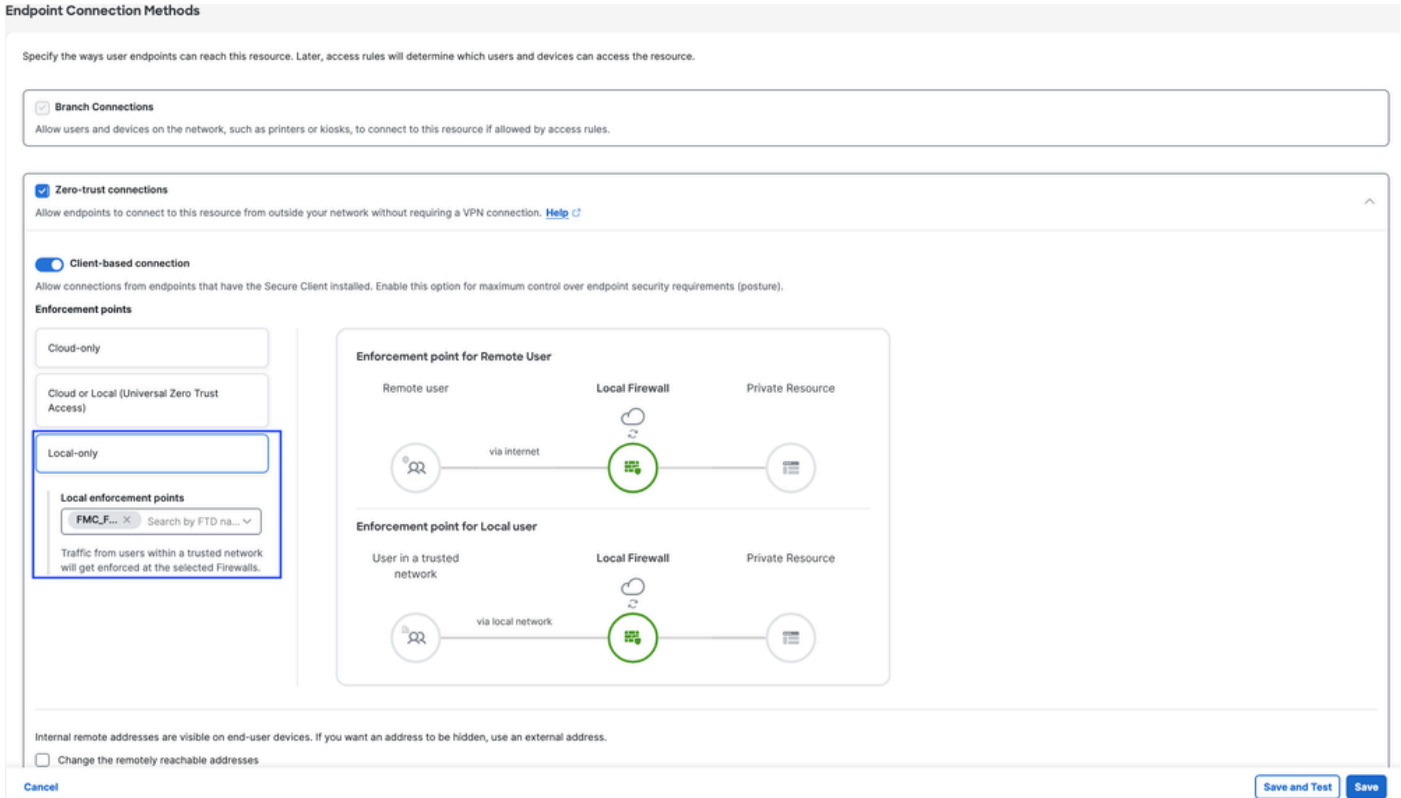 Endpoint Connection Methods
Specify the ways user endpoints can reach this resource. Later, access rules will determine which users and devices can access the resource.
Branch Connections
Allow users and devices on the network, such as printers or kiosks, to connect to this resource if allowed by access rules.
Zero-trust connections
Allow endpoints to connect to this resource from outside your network without requiring a VPN connection. Help
Client-based connection
Allow connections from endpoints that have the Secure Client installed. Enable this option for maximum control over endpoint security requirements (posture).
Enforcement points
Cloud-only
Cloud or Local (Universal Zero Trust
Access)
Local-only
Local enforcement points
FMC_F... Search by FTD na...
Traffic from users within a trusted network
will get enforced at the selected Firewalls.
Enforcement point for Remote User
Remote user Local Firewall Private Resource
via internet
Enforcement point for Local user
User in a trusted Local Firewall Private Resource
network
via local network
Internal remote addresses are visible on end-user devices. If you want an address to be hidden, use an external address.
Change the remotely reachable addresses
Cancel Save and Test Save